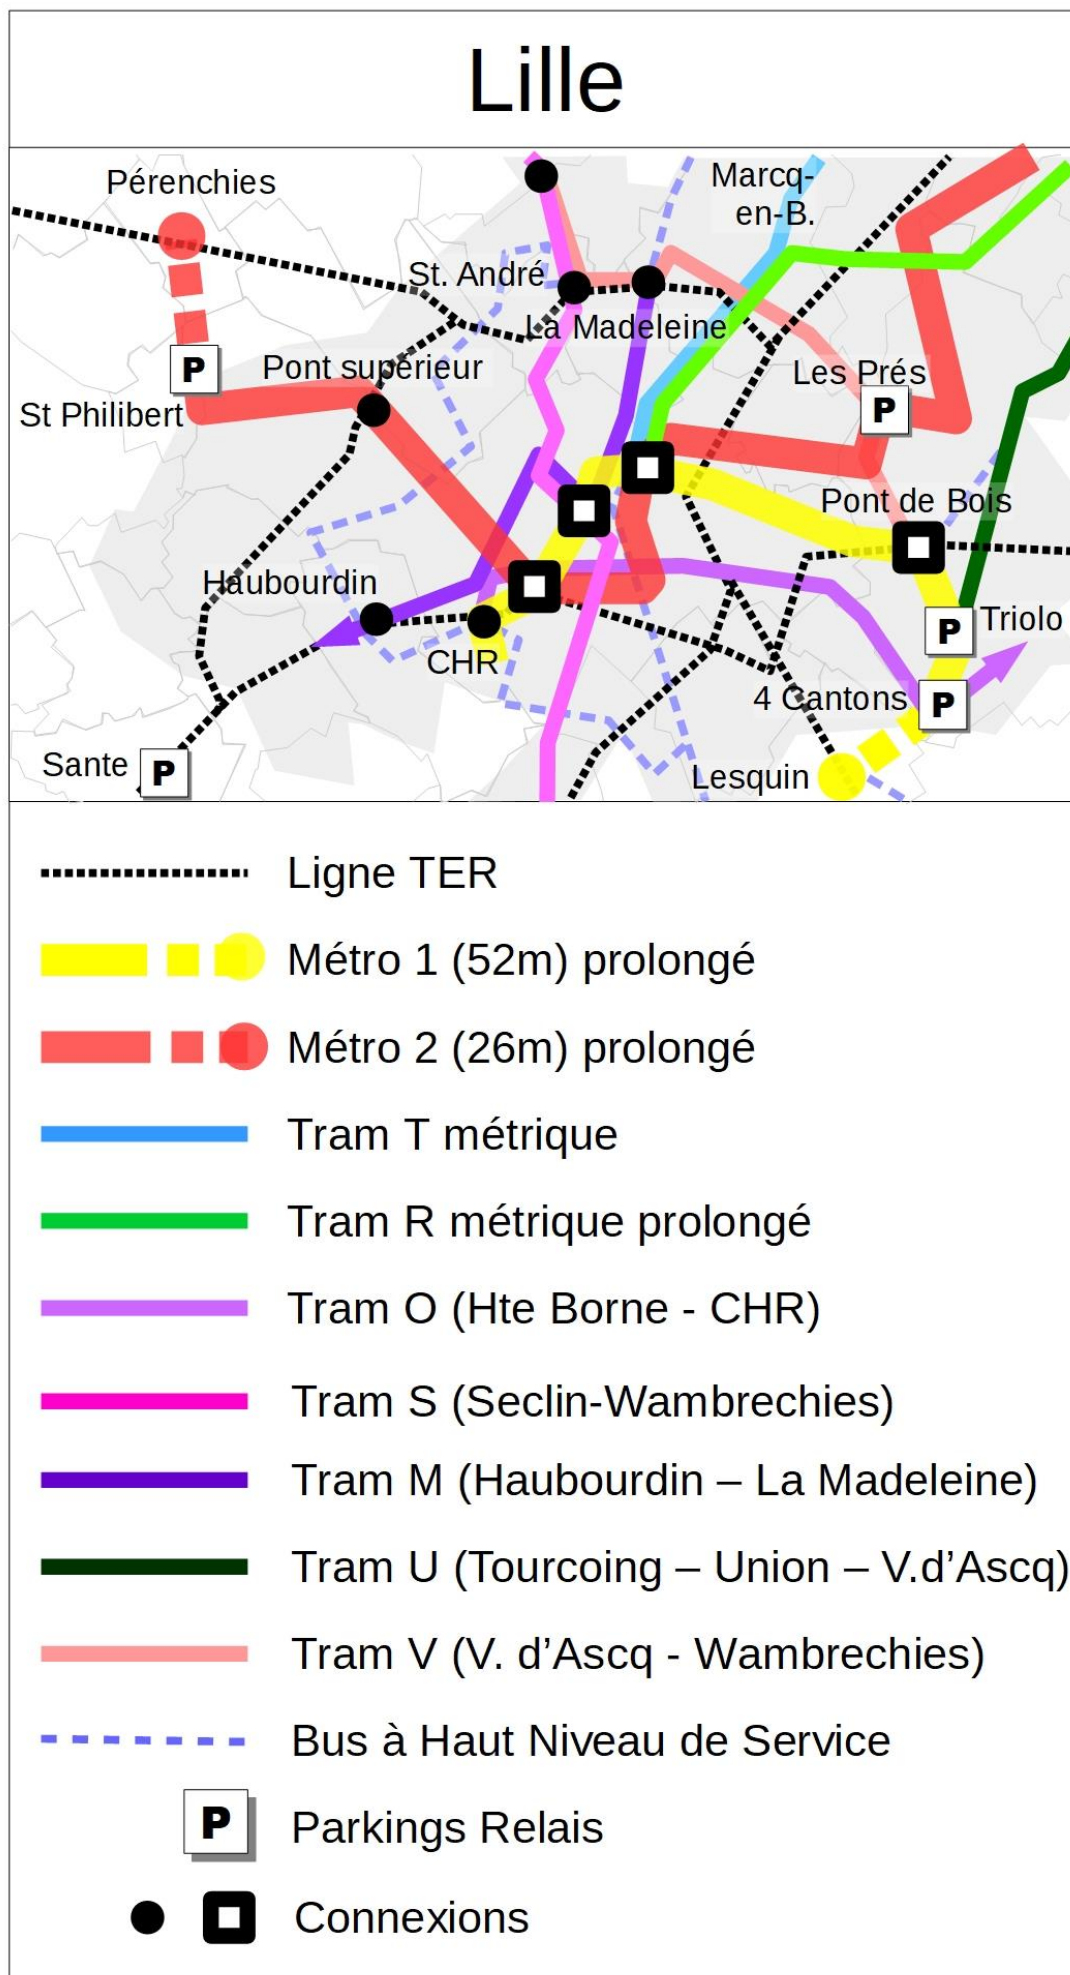 Lille
Pérenchies
Marcq-
en-B.
St. André
La Madeleine
Pont supérieur
Les Prés
P
P
St Philibert
Pont de Bois
Haubourdin
P
Triolo
CHR
4 Cantons
P
Sante
P
Lesquin
Ligne TER
Métro 1 (52m) prolongé
Métro 2 (26m) prolongé
Tram T métrique
Tram R métrique prolongé
Tram O (Hte Borne - CHR)
Tram S (Seclin-Wambrechies)
Tram M (Haubourdin – La Madeleine)
Tram U (Tourcoing – Union – V.d’Ascq)
Tram V (V. d’Ascq - Wambrechies)
Bus à Haut Niveau de Service
P
Parkings Relais
Connexions